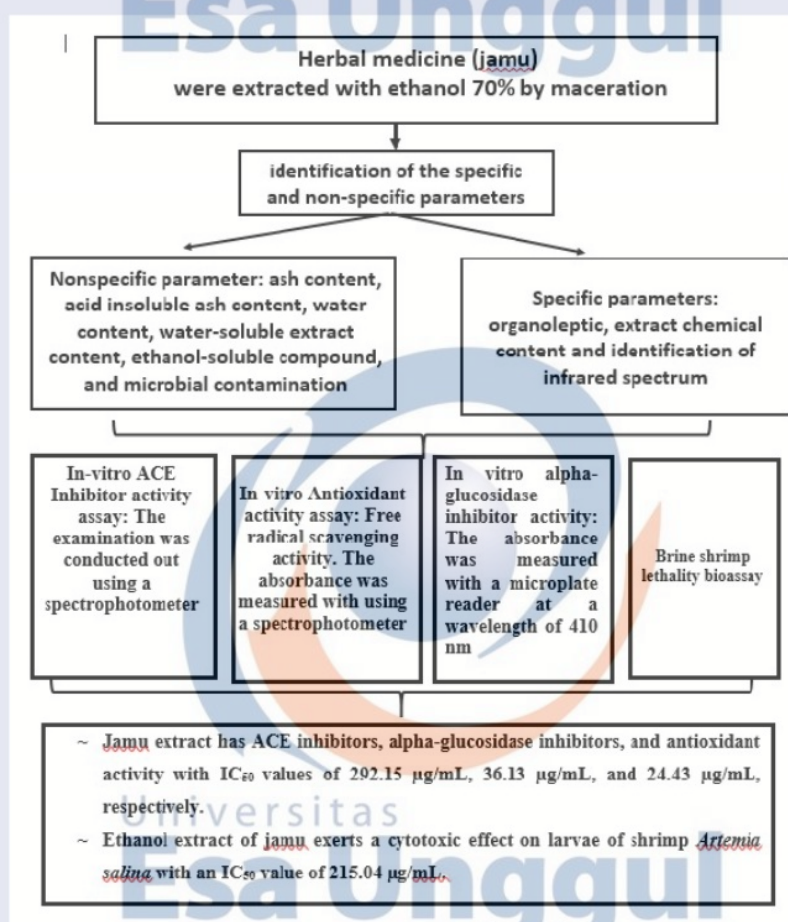 Esa Unggul
Herbal medicine (jamu)
were extracted with ethanol 70% by maceration
identification of the specific
and non-specific parameters
Nonspecific parameter: ash content,
acid insoluble ash content, water
content, water-soluble extract
content, ethanol-soluble compound,
and microbial contamination
Specific parameters:
organoleptic, extract chemical
content and identification of
infrared spectrum
In-vitro ACE
Inhibitor activity
assay: The
examination was
conducted out
using a
spectrophotometer
In vitro Antioxidant
activity assay: Free
radical scavenging
activity. The
absorbance was
measured with using
a spectrophotometer
In vitro alpha-
glucosidase
inhibitor activity:
The absorbance
was measured
with a microplate
reader at a
wavelength of 410
nm
Brine shrimp
lethality bioassay
~ Jamu extract has ACE inhibitors, alpha-glucosidase inhibitors, and antioxidant
activity with IC50 values of 292.15 µg/mL, 36.13 µg/mL, and 24.43 µg/mL,
respectively.
Universitas
~ Ethanol extract of jamu exerts a cytotoxic effect on larvae of shrimp Artemia
salina with an IC50 value of 215.04 µg/mL.
Esa Unggul